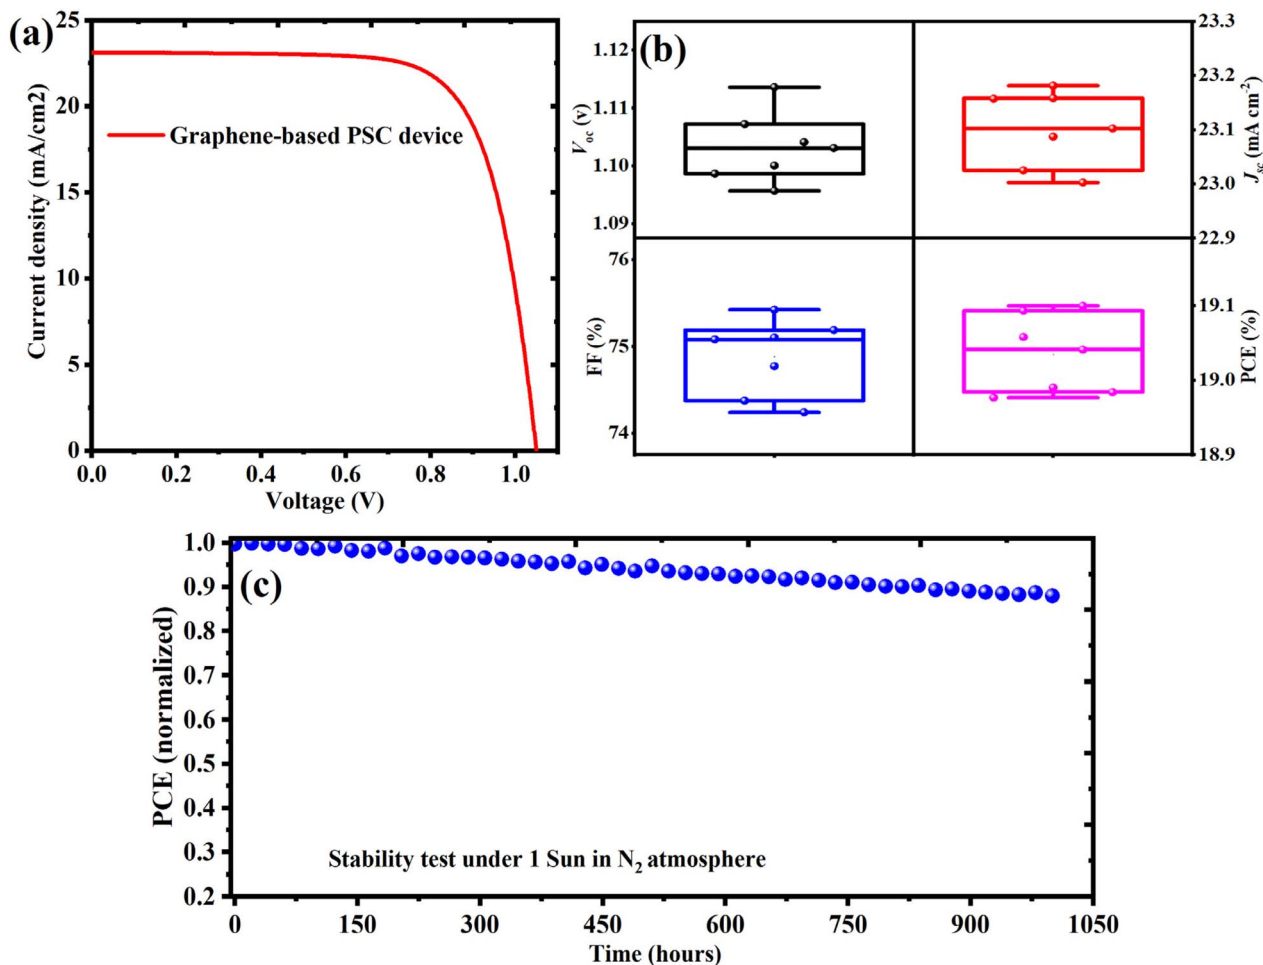 (a)
25
20
15
10
5
0
Current density (mA/cm2)
Graphene-based PSC device
0.0 0.2 0.4 0.6 0.8 1.0
Voltage (V)
(b)
1.12
1.11
1.10
1.09
Voc (v)
23.3
23.2
23.1
23.0
22.9
Jsc (mA cm-2)
76
75
74
FF (%)
19.1
19.0
18.9
PCE (%)
(c)
1.0
0.9
0.8
0.7
0.6
0.5
0.4
0.3
0.2
PCE (normalized)
Stability test under 1 Sun in N2 atmosphere
0 150 300 450 600 750 900 1050
Time (hours)